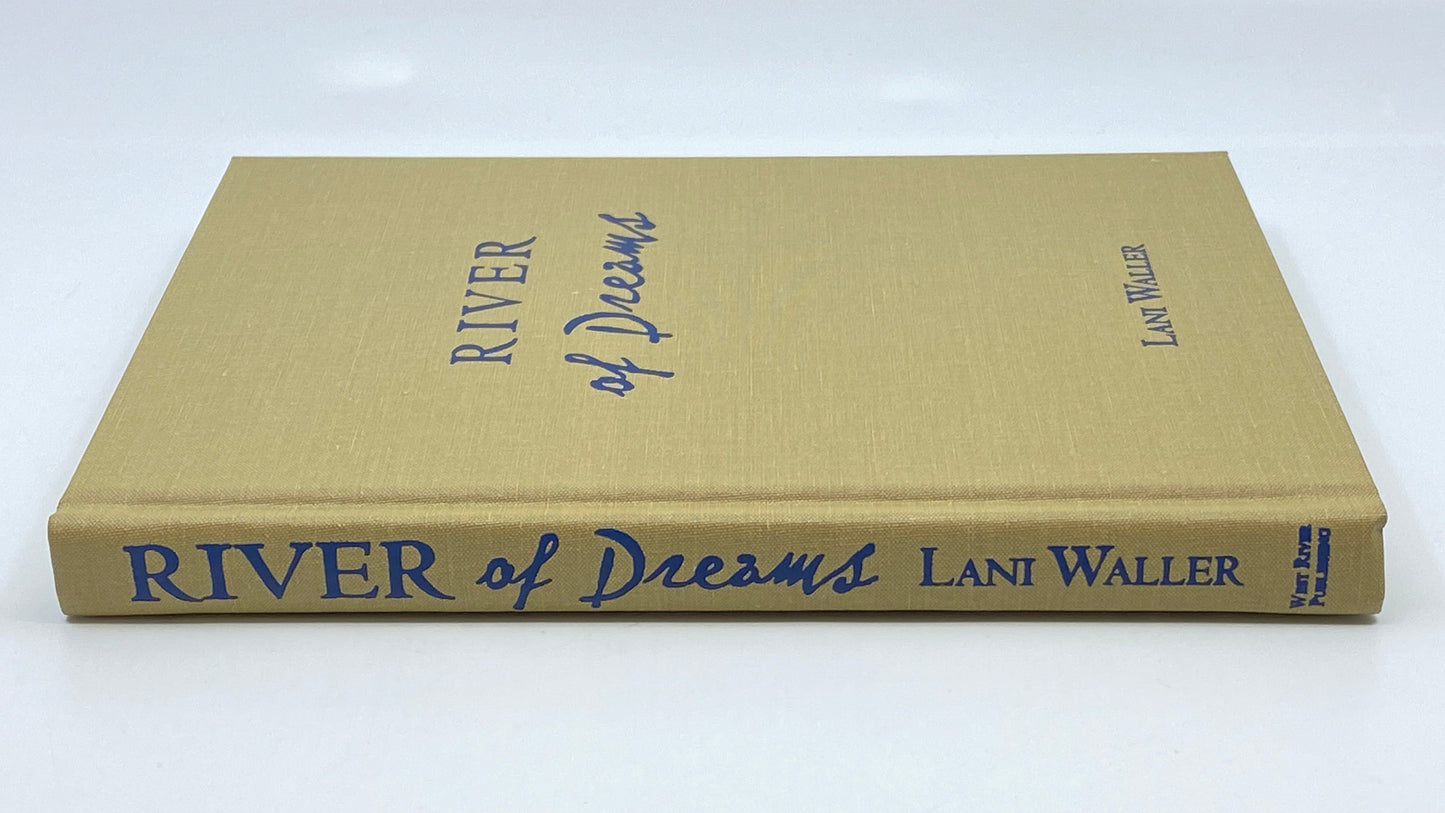 RIVER
of Dreams
LANI WALLER
RIVER of Dreams LANI WALLER
WEST RIVER
PUBLISHING